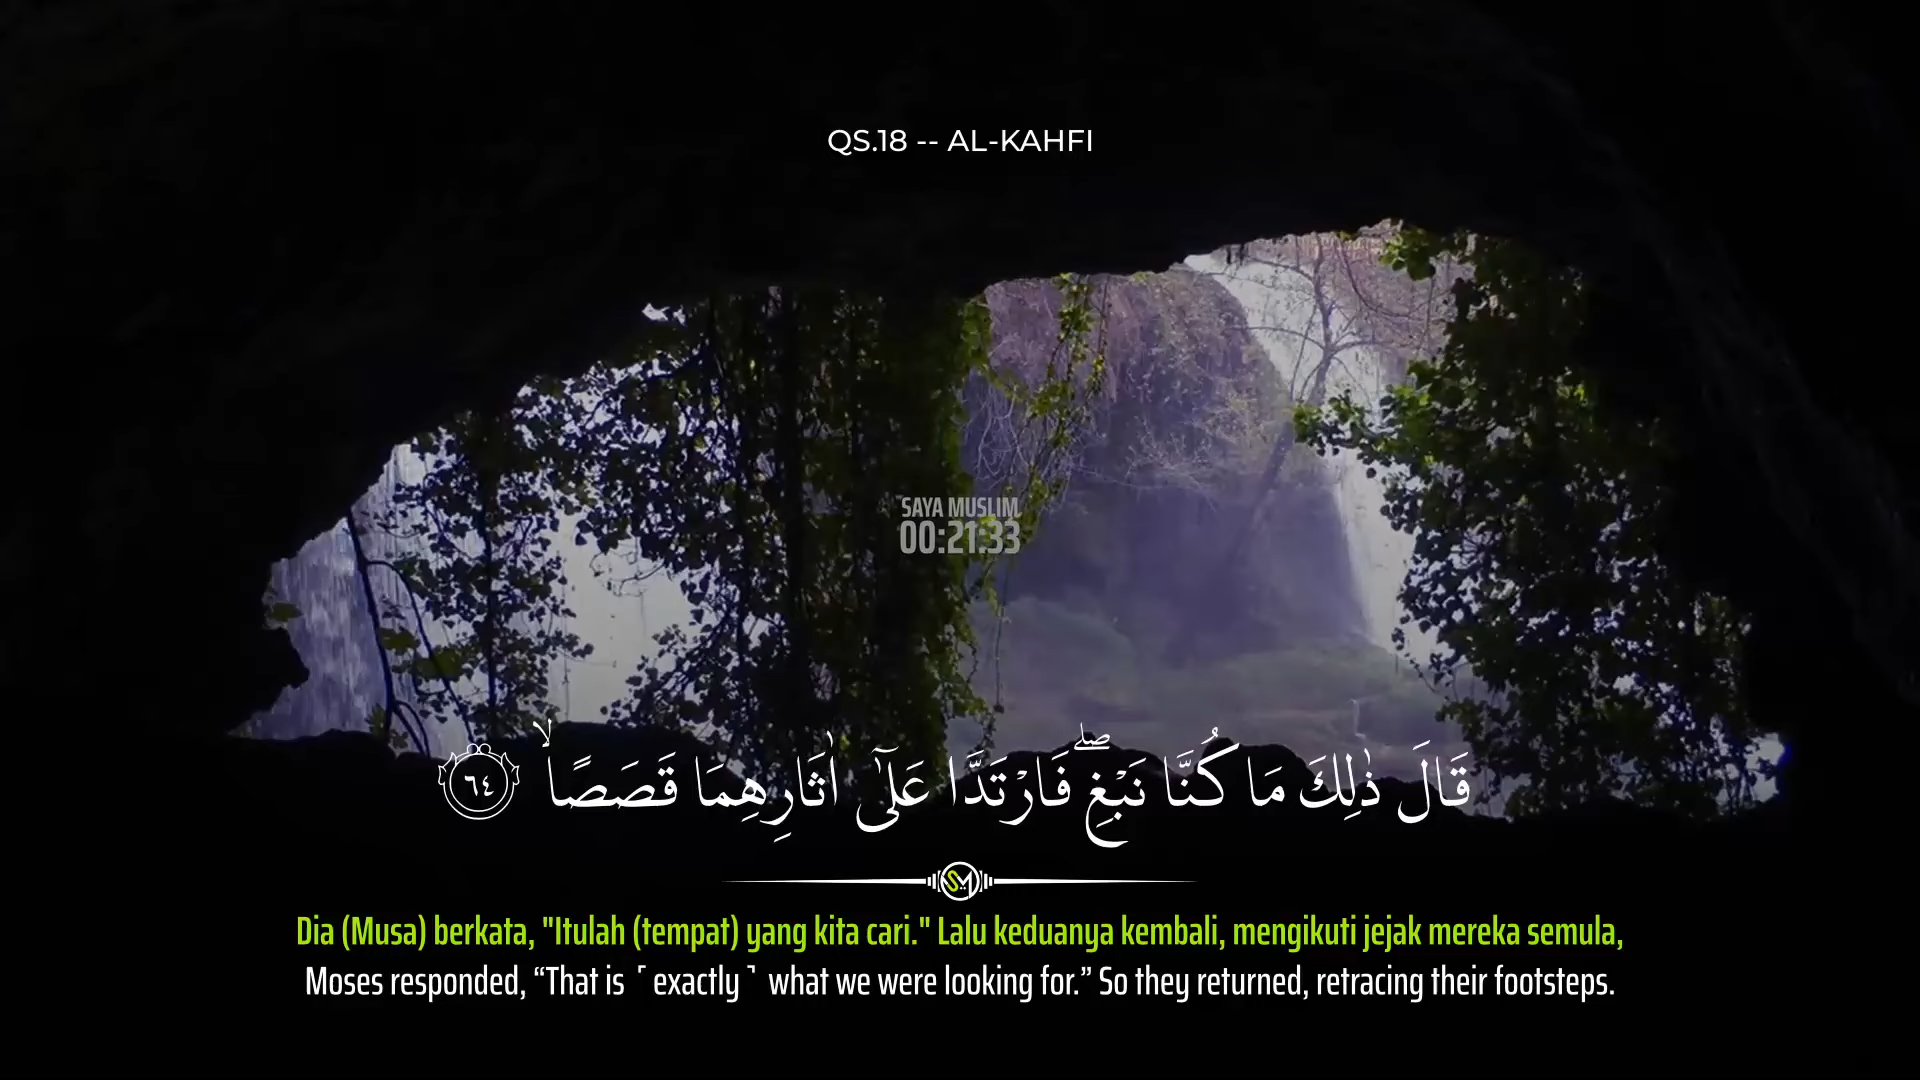 QS.18 -- AL-KAHFI
SAYA MUSLIM
00:21:33
قَالَ ذٰلِكَ مَا كُنَّا نَبْغِۖ فَارْتَدَّا عَلٰٓى اٰثَارِهِمَا قَصَصًاۙ ٦٤
SM
Dia (Musa) berkata, "Itulah (tempat) yang kita cari." Lalu keduanya kembali, mengikuti jejak mereka semula,
Moses responded, “That is ˹exactly˺ what we were looking for.” So they returned, retracing their footsteps.